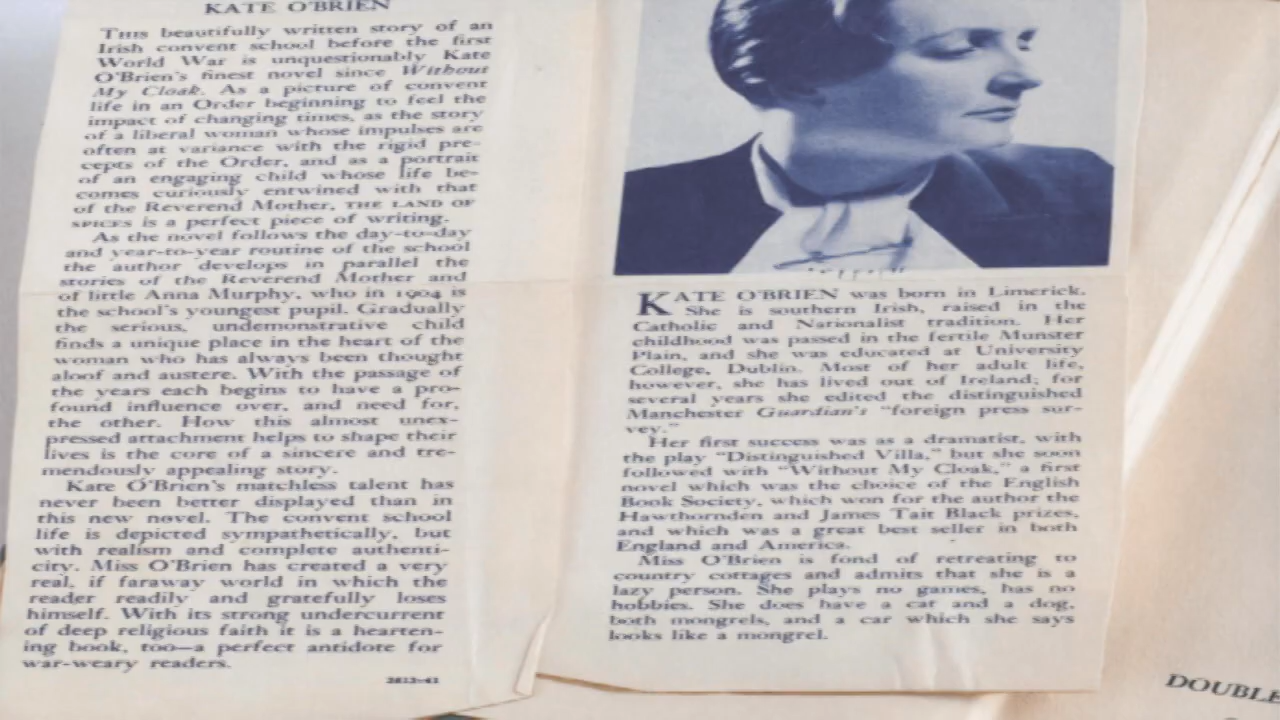 KATE O'BRIEN
THIS beautifully written story of an
Irish convent school before the first
World War is unquestionably Kate
O'Brien's finest novel since Without
My Cloak. As a picture of convent
life in an Order beginning to feel the
impact of changing times, as the story
of a liberal woman whose impulses are
often at variance with the rigid pre-
cepts of the Order, and as a portrait
of an engaging child whose life be-
comes curiously entwined with that
of the Reverend Mother, THE LAND OF
SPICES is a perfect piece of writing.
As the novel follows the day-to-day
and year-to-year routine of the school
the author develops in parallel the
stories of the Reverend Mother and
of little Anna Murphy, who in 1904 is
the school's youngest pupil. Gradually
the serious, undemonstrative child
finds a unique place in the heart of the
woman who has always been thought
aloof and austere. With the passage of
the years each begins to have a pro-
found influence over, and need for,
the other. How this almost unex-
pressed attachment helps to shape their
lives is the core of a sincere and tre-
mendously appealing story.
Kate O'Brien's matchless talent has
never been better displayed than in
this new novel. The convent school
life is depicted sympathetically, but
with realism and complete authenti-
city. Miss O'Brien has created a very
real, if faraway world in which the
reader readily and gratefully loses
himself. With its strong undercurrent
of deep religious faith it is a hearten-
ing book, too—a perfect antidote for
war-weary readers.
2613-41
KATE O'BRIEN was born in Limerick.
She is southern Irish, raised in the
Catholic and Nationalist tradition. Her
childhood was passed in the fertile Munster
Plain, and she was educated at University
College, Dublin. Most of her adult life,
however, she has lived out of Ireland; for
several years she edited the distinguished
Manchester Guardian's "foreign press sur-
vey."
Her first success was as a dramatist, with
the play "Distinguished Villa," but she soon
followed with "Without My Cloak," a first
novel which was the choice of the English
Book Society, which won for the author the
Hawthornden and James Tait Black prizes,
and which was a great best seller in both
England and America.
Miss O'Brien is fond of retreating to
country cottages and admits that she is a
lazy person. She plays no games, has no
hobbies. She does have a cat and a dog,
both mongrels, and a car which she says
looks like a mongrel.
DOUBLE